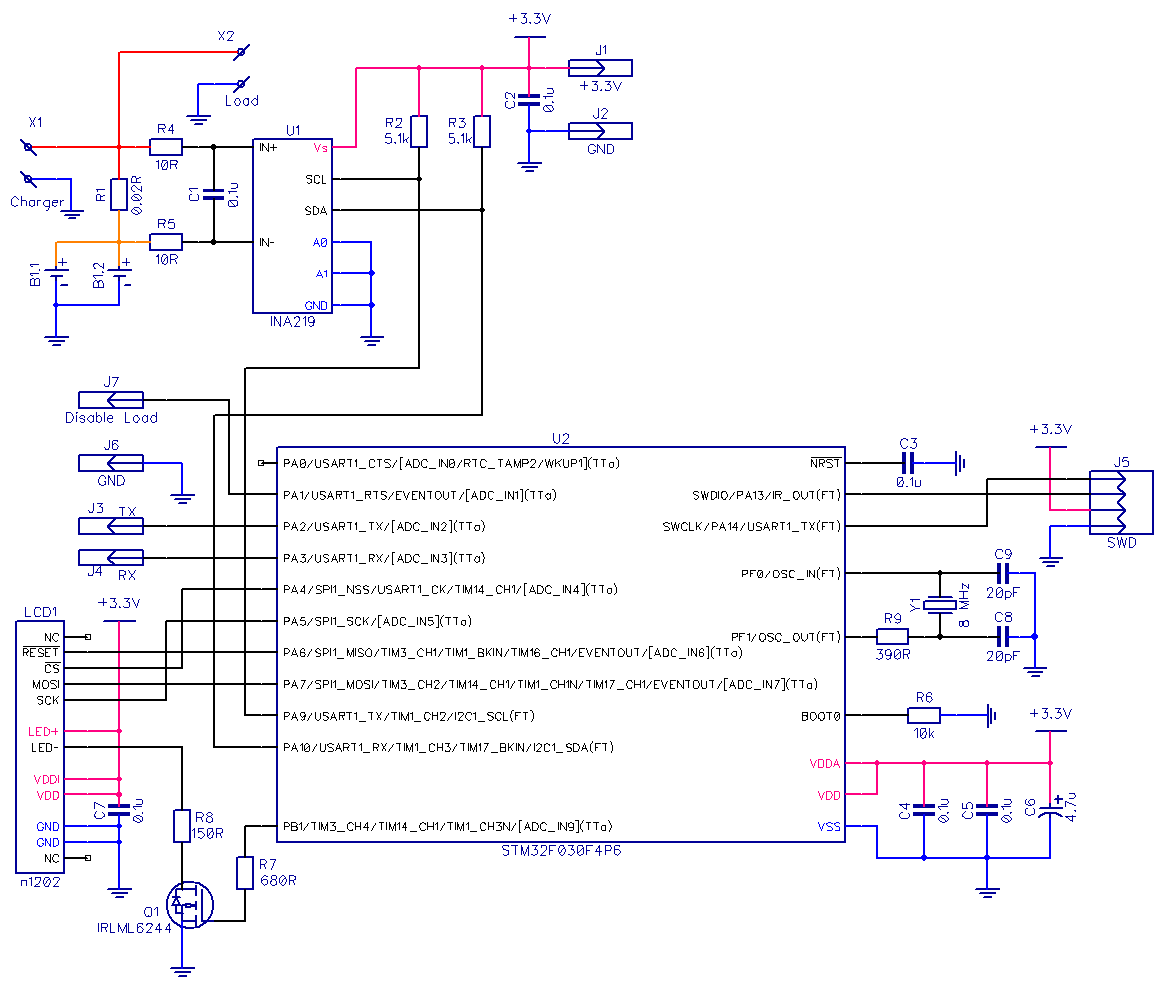 +3.3V
X2
Load
X1
Charger
R4
10R
R1
0.02R
R5
10R
C1
0.1u
B1.1
+
-
B1.2
+
-
U1
IN+
IN-
Vs
SCL
SDA
A0
A1
GND
INA219
R2
5.1k
R3
5.1k
C2
0.1u
J1
+3.3V
J2
GND
J7
Disable Load
J6
GND
J3 TX
J4 RX
U2
PA0/USART1_CTS/[ADC_IN0/RTC_TAMP2/WKUP1](TTa)
PA1/USART1_RTS/EVENTOUT/[ADC_IN1](TTa)
PA2/USART1_TX/[ADC_IN2](TTa)
PA3/USART1_RX/[ADC_IN3](TTa)
PA4/SPI1_NSS/USART1_CK/TIM14_CH1/[ADC_IN4](TTa)
PA5/SPI1_SCK/[ADC_IN5](TTa)
PA6/SPI1_MISO/TIM3_CH1/TIM1_BKIN/TIM16_CH1/EVENTOUT/[ADC_IN6](TTa)
PA7/SPI1_MOSI/TIM3_CH2/TIM14_CH1/TIM1_CH1N/TIM17_CH1/EVENTOUT/[ADC_IN7](TTa)
PA9/USART1_TX/TIM1_CH2/I2C1_SCL(FT)
PA10/USART1_RX/TIM1_CH3/TIM17_BKIN/I2C1_SDA(FT)
PB1/TIM3_CH4/TIM14_CH1/TIM1_CH3N/[ADC_IN9](TTa)
NRST
SWDIO/PA13/IR_OUT(FT)
SWCLK/PA14/USART1_TX(FT)
PF0/OSC_IN(FT)
PF1/OSC_OUT(FT)
BOOT0
VDDA
VDD
VSS
STM32F030F4P6
C3
0.1u
+3.3V
J5
SWD
C9
20pF
Y1
8 MHz
R9
390R
C8
20pF
R6
10k
+3.3V
C4
0.1u
C5
0.1u
C6
+
4.7u
LCD1
+3.3V
NC
RESET
CS
MOSI
SCK
LED+
LED-
VDDI
VDD
GND
GND
NC
n1202
C7
0.1u
R8
150R
R7
680R
Q1
IRLML6244